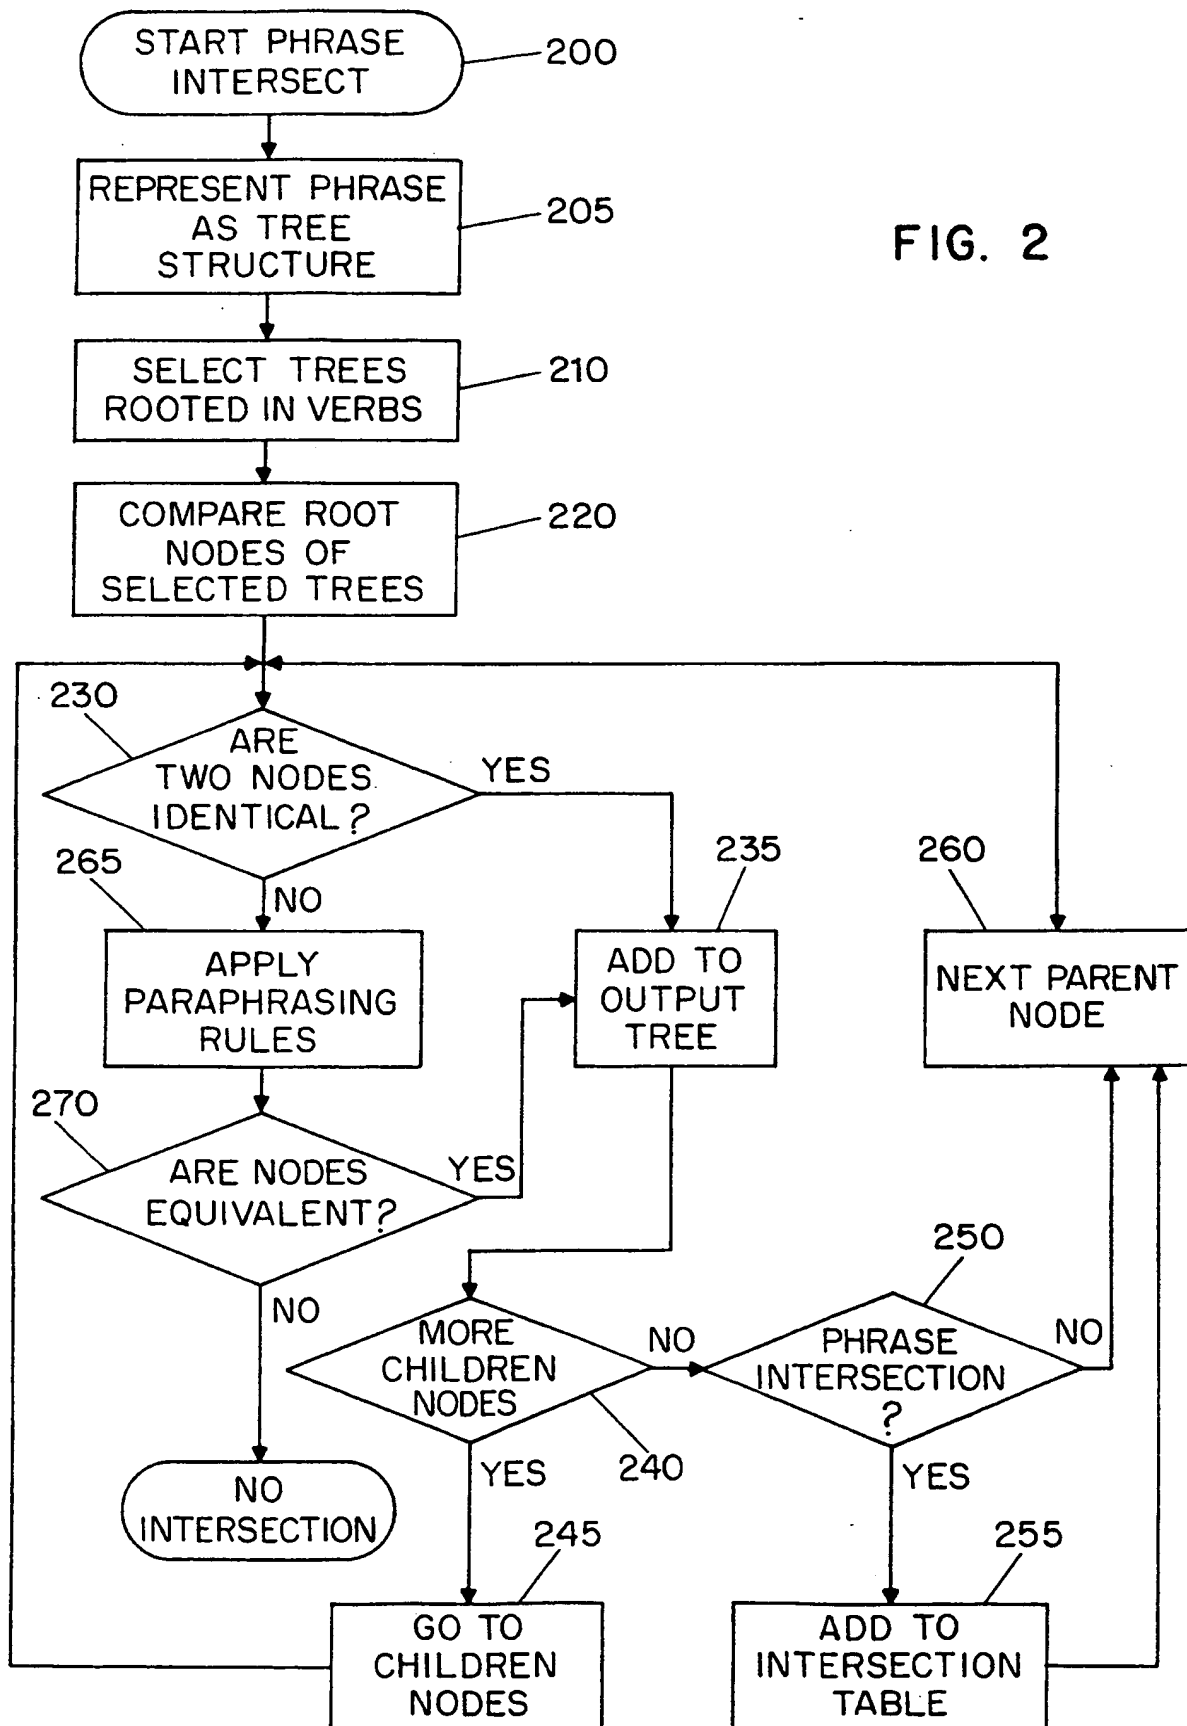 START PHRASE
INTERSECT
200
REPRESENT PHRASE
AS TREE
STRUCTURE
205
FIG. 2
SELECT TREES
ROOTED IN VERBS
210
COMPARE ROOT
NODES OF
SELECTED TREES
220
230
ARE
TWO NODES
IDENTICAL?
YES
NO
265
APPLY
PARAPHRASING
RULES
235
ADD TO
OUTPUT
TREE
260
NEXT PARENT
NODE
270
ARE NODES
EQUIVALENT?
YES
NO
NO
INTERSECTION
MORE
CHILDREN
NODES
240
NO
YES
250
PHRASE
INTERSECTION
?
NO
YES
245
GO TO
CHILDREN
NODES
255
ADD TO
INTERSECTION
TABLE